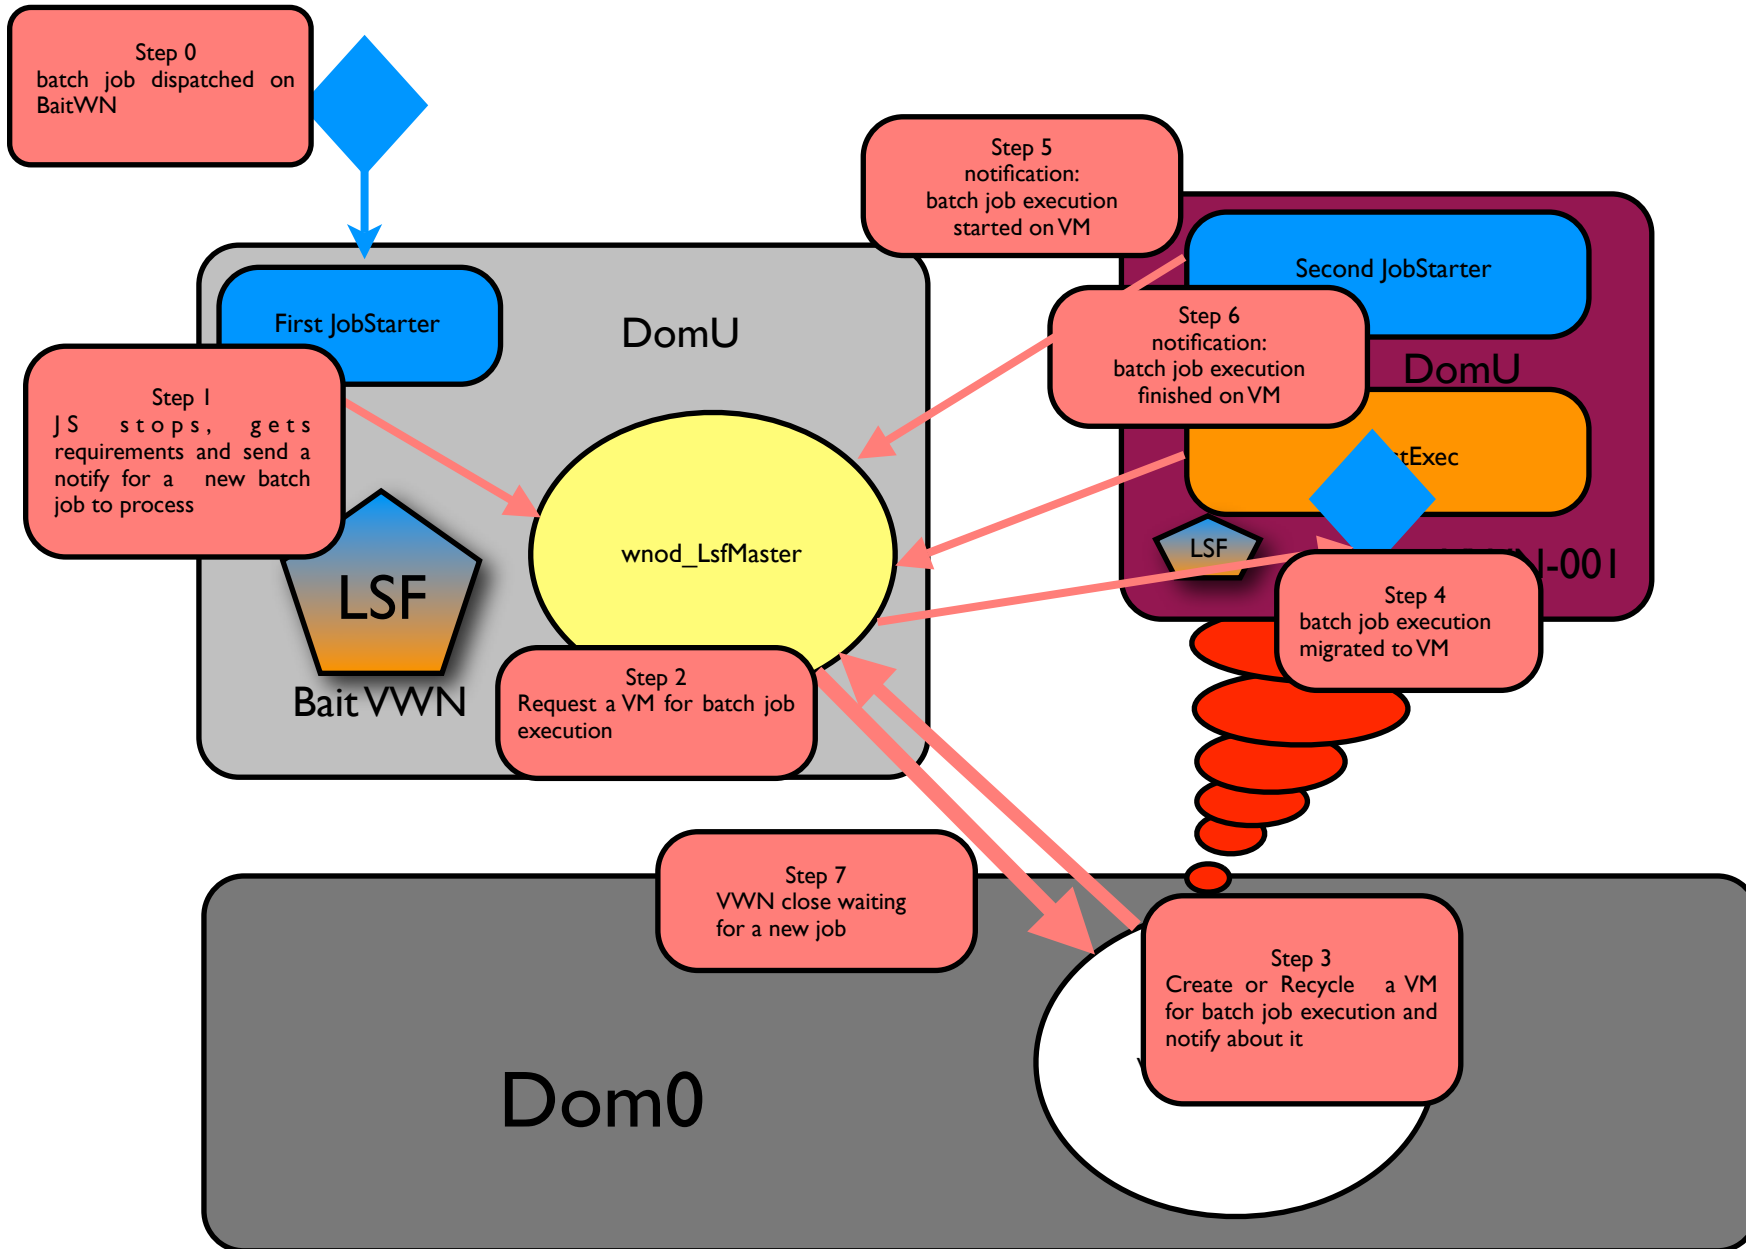 Step 0
batch job dispatched on
BaitWN
Step 5
notification:
batch job execution
started on VM
Second JobStarter
First JobStarter
DomU
Step 6
notification:
batch job execution
finished on VM
DomU
Step 1
JS stops, gets
requirements and send a
notify for a new batch
job to process
tExec
wnod_LsfMaster
LSF
N-001
LSF
Step 4
batch job execution
migrated to VM
Bait VWN
Step 2
Request a VM for batch job
execution
Step 7
VWN close waiting
for a new job
Step 3
Create or Recycle a VM
for batch job execution and
notify about it
Dom0